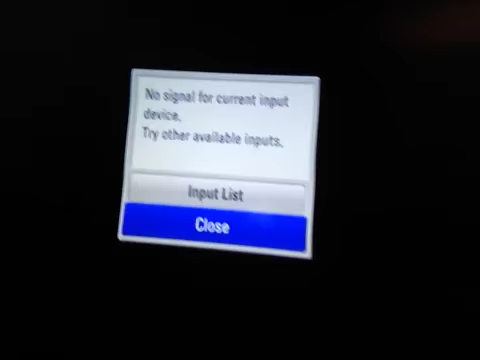 No signal for current input
device.
Try other available inputs.
Input List
Close